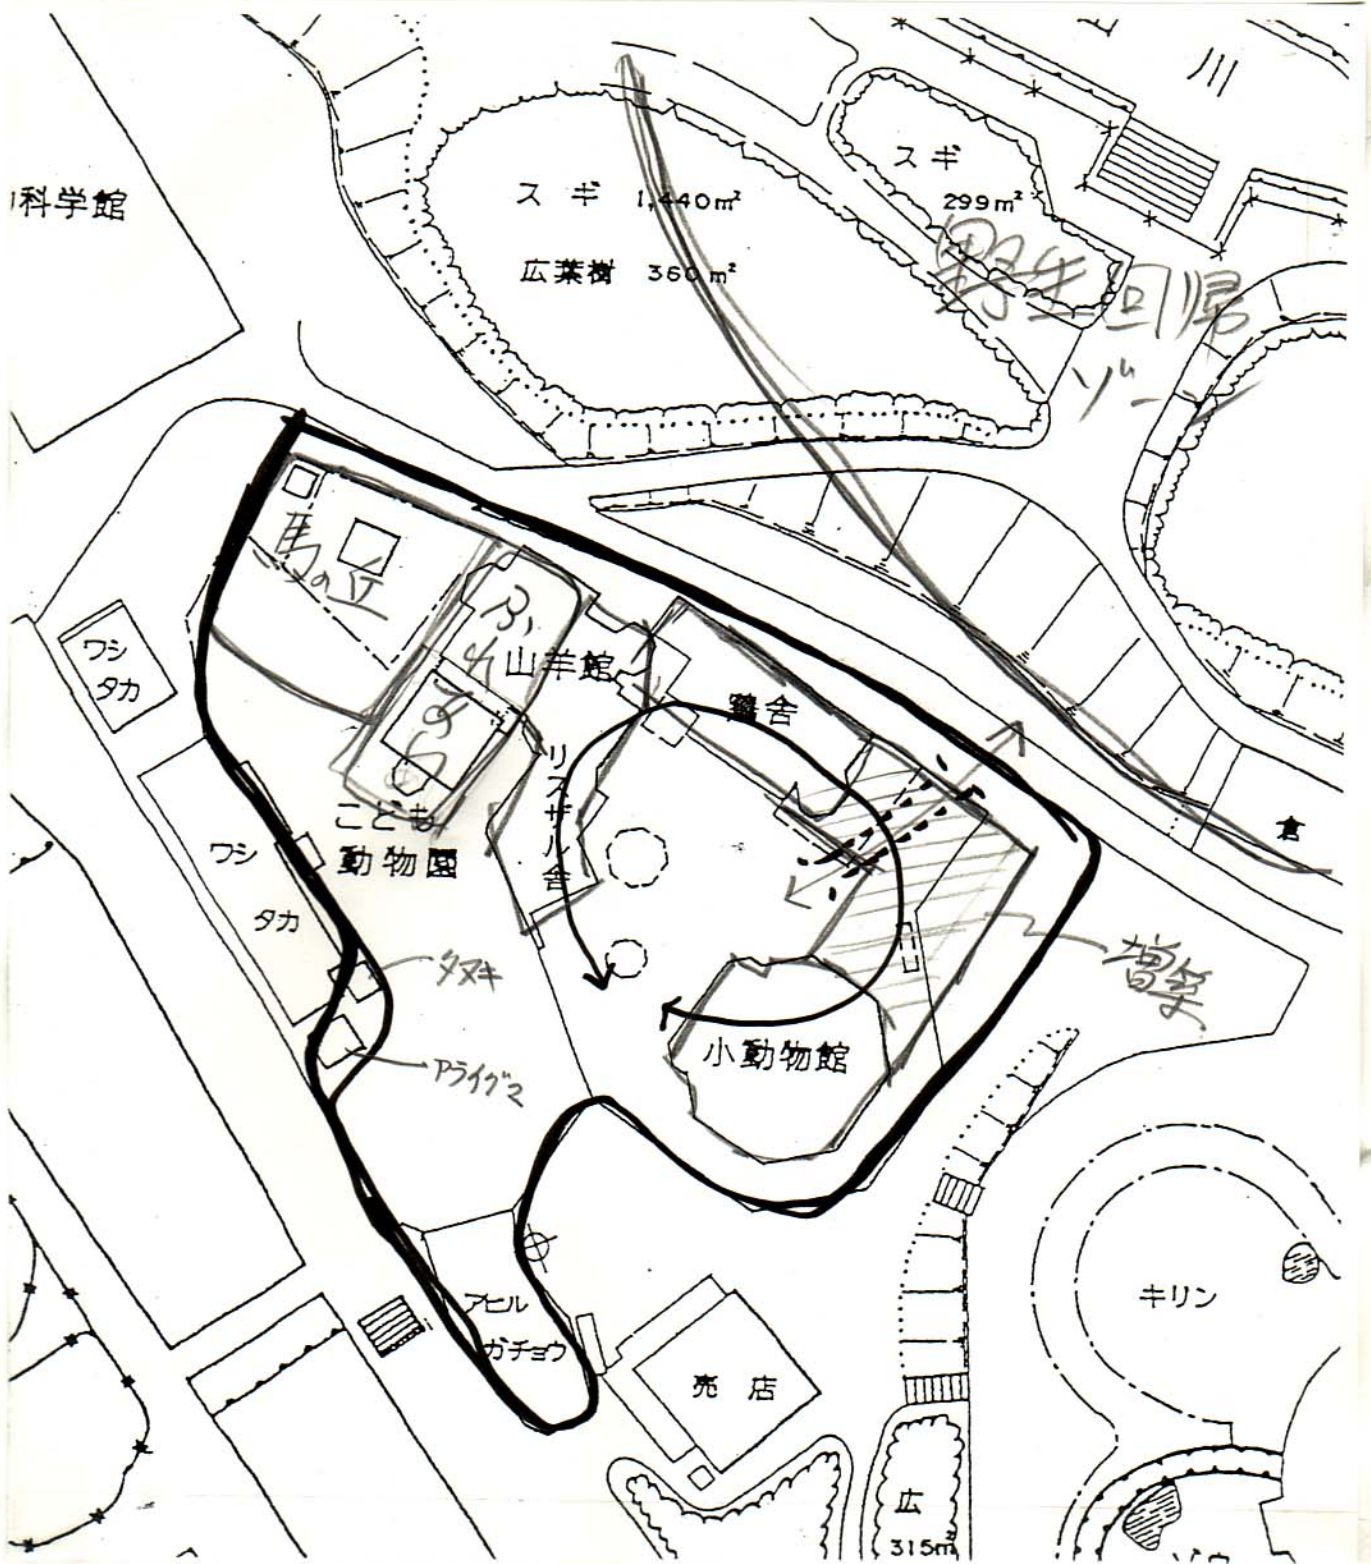 川
スギ
299㎡
スギ 1,440㎡
広葉樹 360㎡
科学館
野生回帰
ゾーン
馬の丘
ふれ
山羊館
ワシ
タカ
鶴舎
リスザル舎
こども
動物園
倉
ワシ
タカ
タヌキ
増築
アライグマ
小動物館
アヒル
ガチョウ
キリン
売店
広
315㎡
ゾウ